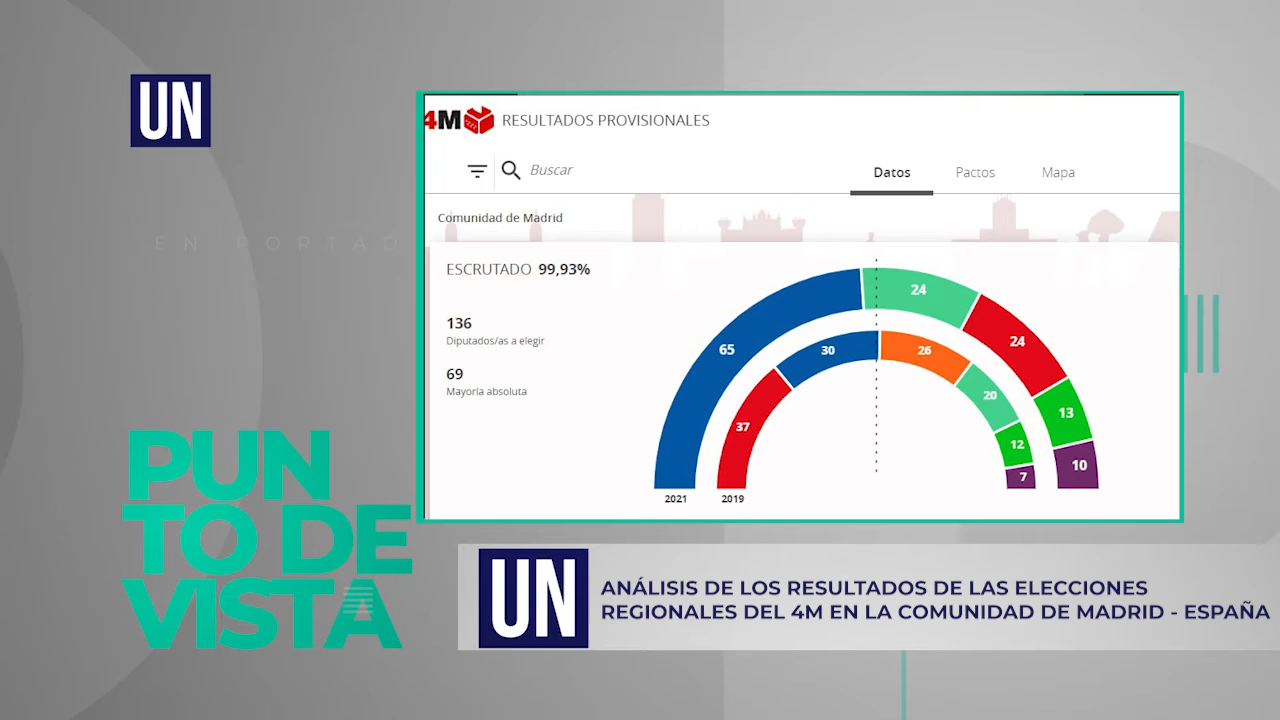 UN
4M RESULTADOS PROVISIONALES
Buscar
Datos Pactos Mapa
Comunidad de Madrid
EN PORTAD
ESCRUTADO 99,93%
136
Diputados/as a elegir
69
Mayoría absoluta
65 24 24 13 10
37 30 26 20 12 7
2021 2019
PUN
TO DE
VISTA
UN
ANÁLISIS DE LOS RESULTADOS DE LAS ELECCIONES
REGIONALES DEL 4M EN LA COMUNIDAD DE MADRID - ESPAÑA